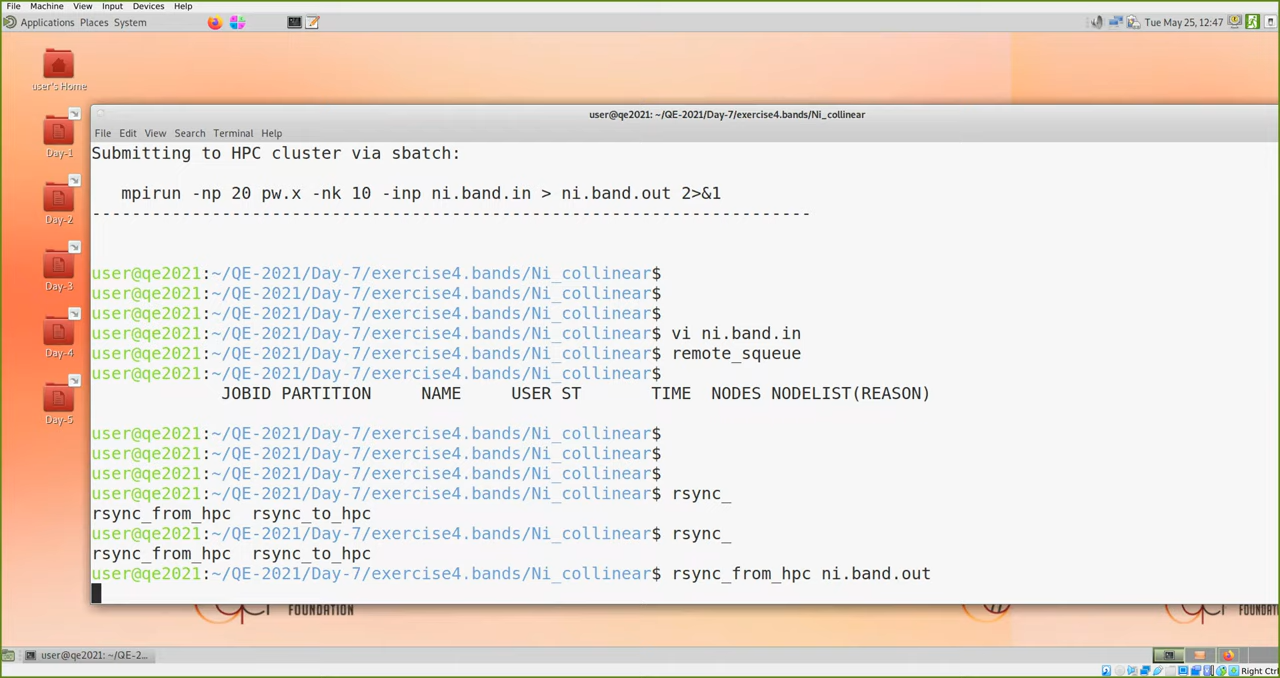 File Machine View Input Devices Help
Applications Places System
Tue May 25, 12:47
user's Home
Day-1
Day-2
Day-3
Day-4
Day-5
user@qe2021: ~/QE-2021/Day-7/exercise4.bands/Ni_collinear
File Edit View Search Terminal Help
Submitting to HPC cluster via sbatch:
mpirun -np 20 pw.x -nk 10 -inp ni.band.in > ni.band.out 2>&1
------------------------------------------------------------------------
user@qe2021:~/QE-2021/Day-7/exercise4.bands/Ni_collinear$
user@qe2021:~/QE-2021/Day-7/exercise4.bands/Ni_collinear$
user@qe2021:~/QE-2021/Day-7/exercise4.bands/Ni_collinear$
user@qe2021:~/QE-2021/Day-7/exercise4.bands/Ni_collinear$ vi ni.band.in
user@qe2021:~/QE-2021/Day-7/exercise4.bands/Ni_collinear$ remote_squeue
user@qe2021:~/QE-2021/Day-7/exercise4.bands/Ni_collinear$
JOBID PARTITION NAME USER ST TIME NODES NODELIST(REASON)
user@qe2021:~/QE-2021/Day-7/exercise4.bands/Ni_collinear$
user@qe2021:~/QE-2021/Day-7/exercise4.bands/Ni_collinear$
user@qe2021:~/QE-2021/Day-7/exercise4.bands/Ni_collinear$
user@qe2021:~/QE-2021/Day-7/exercise4.bands/Ni_collinear$ rsync_
rsync_from_hpc rsync_to_hpc
user@qe2021:~/QE-2021/Day-7/exercise4.bands/Ni_collinear$ rsync_
rsync_from_hpc rsync_to_hpc
user@qe2021:~/QE-2021/Day-7/exercise4.bands/Ni_collinear$ rsync_from_hpc ni.band.out
FOUNDATION
FOUND
user@qe2021: ~/QE-2...
Right Ctrl